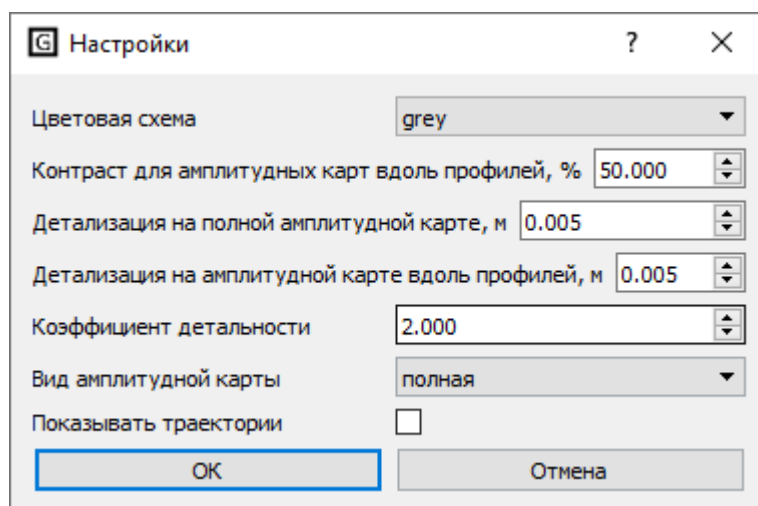 G Настройки ?
Цветовая схема grey
Контраст для амплитудных карт вдоль профилей, % 50.000
Детализация на полной амплитудной карте, м 0.005
Детализация на амплитудной карте вдоль профилей, м 0.005
Коэффициент детальности 2.000
Вид амплитудной карты полная
Показывать траектории
ОК Отмена